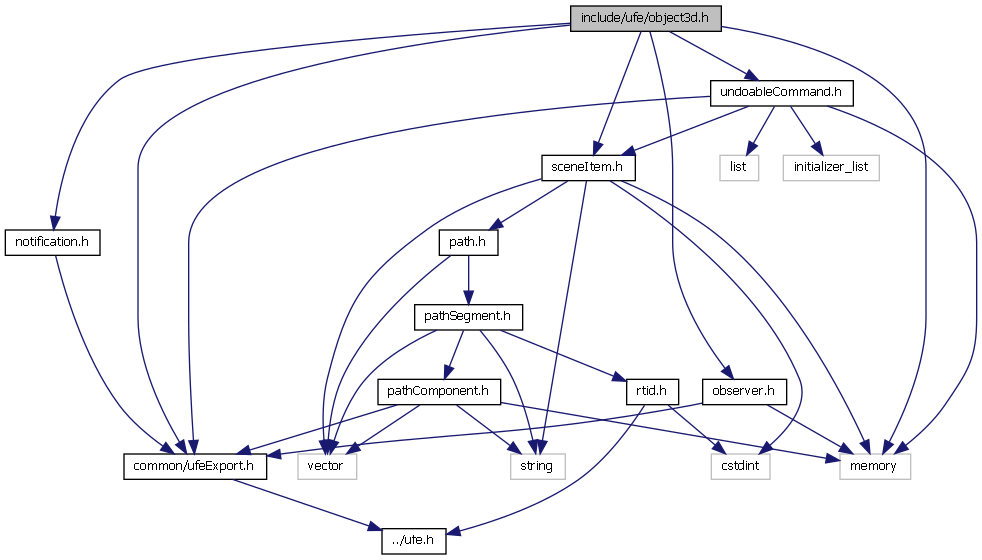 include/ufe/object3d.h
undoableCommand.h
sceneItem.h
list
initializer_list
notification.h
path.h
pathSegment.h
pathComponent.h
rtid.h
observer.h
common/ufeExport.h
vector
string
cstdint
memory
../ufe.h